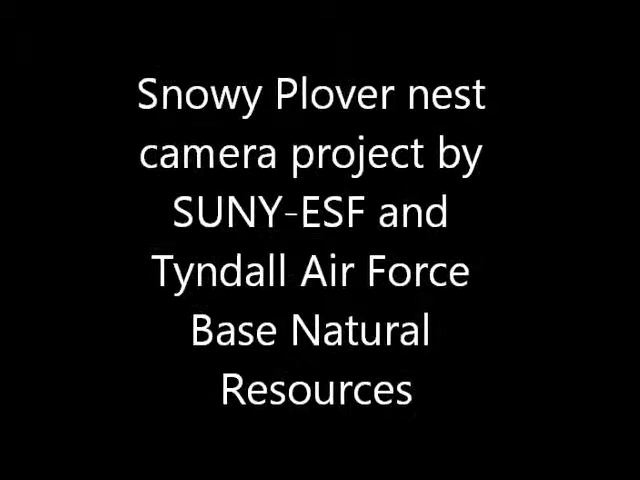 Snowy Plover nest
camera project by
SUNY-ESF and
Tyndall Air Force
Base Natural
Resources